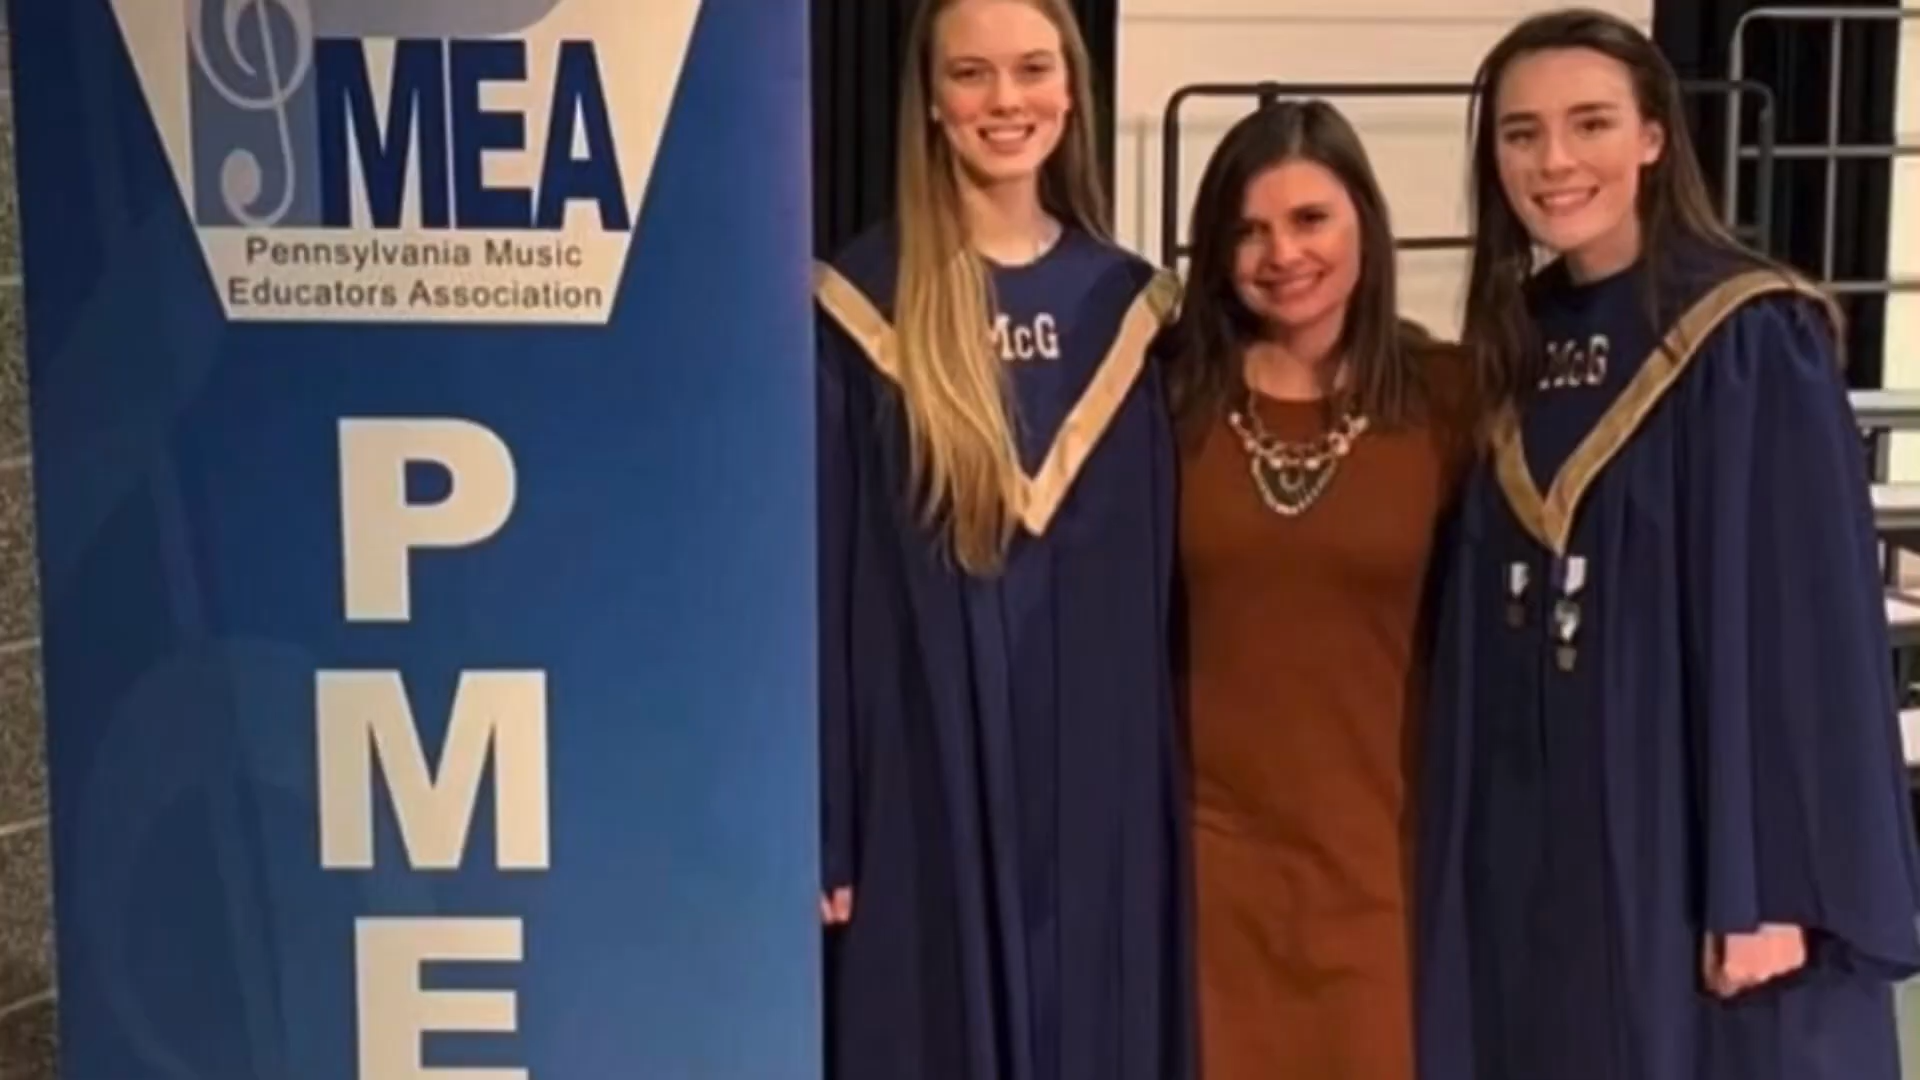 MEA
Pennsylvania Music
Educators Association
P
M
E
McG
McG